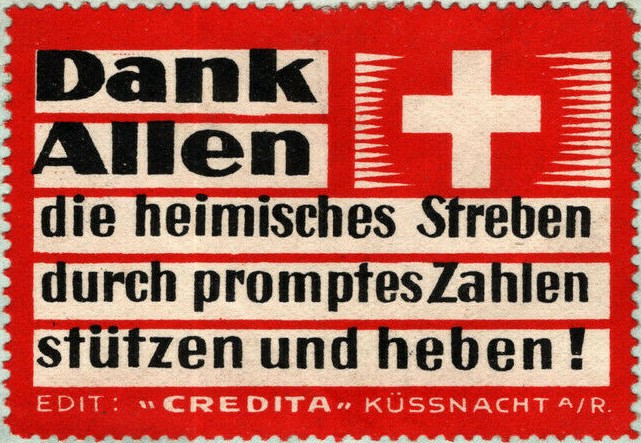 Dank
Allen
die heimisches Streben
durch promptes Zahlen
stützen und heben!
EDIT: "CREDITA" KÜSSNACHT A/R.